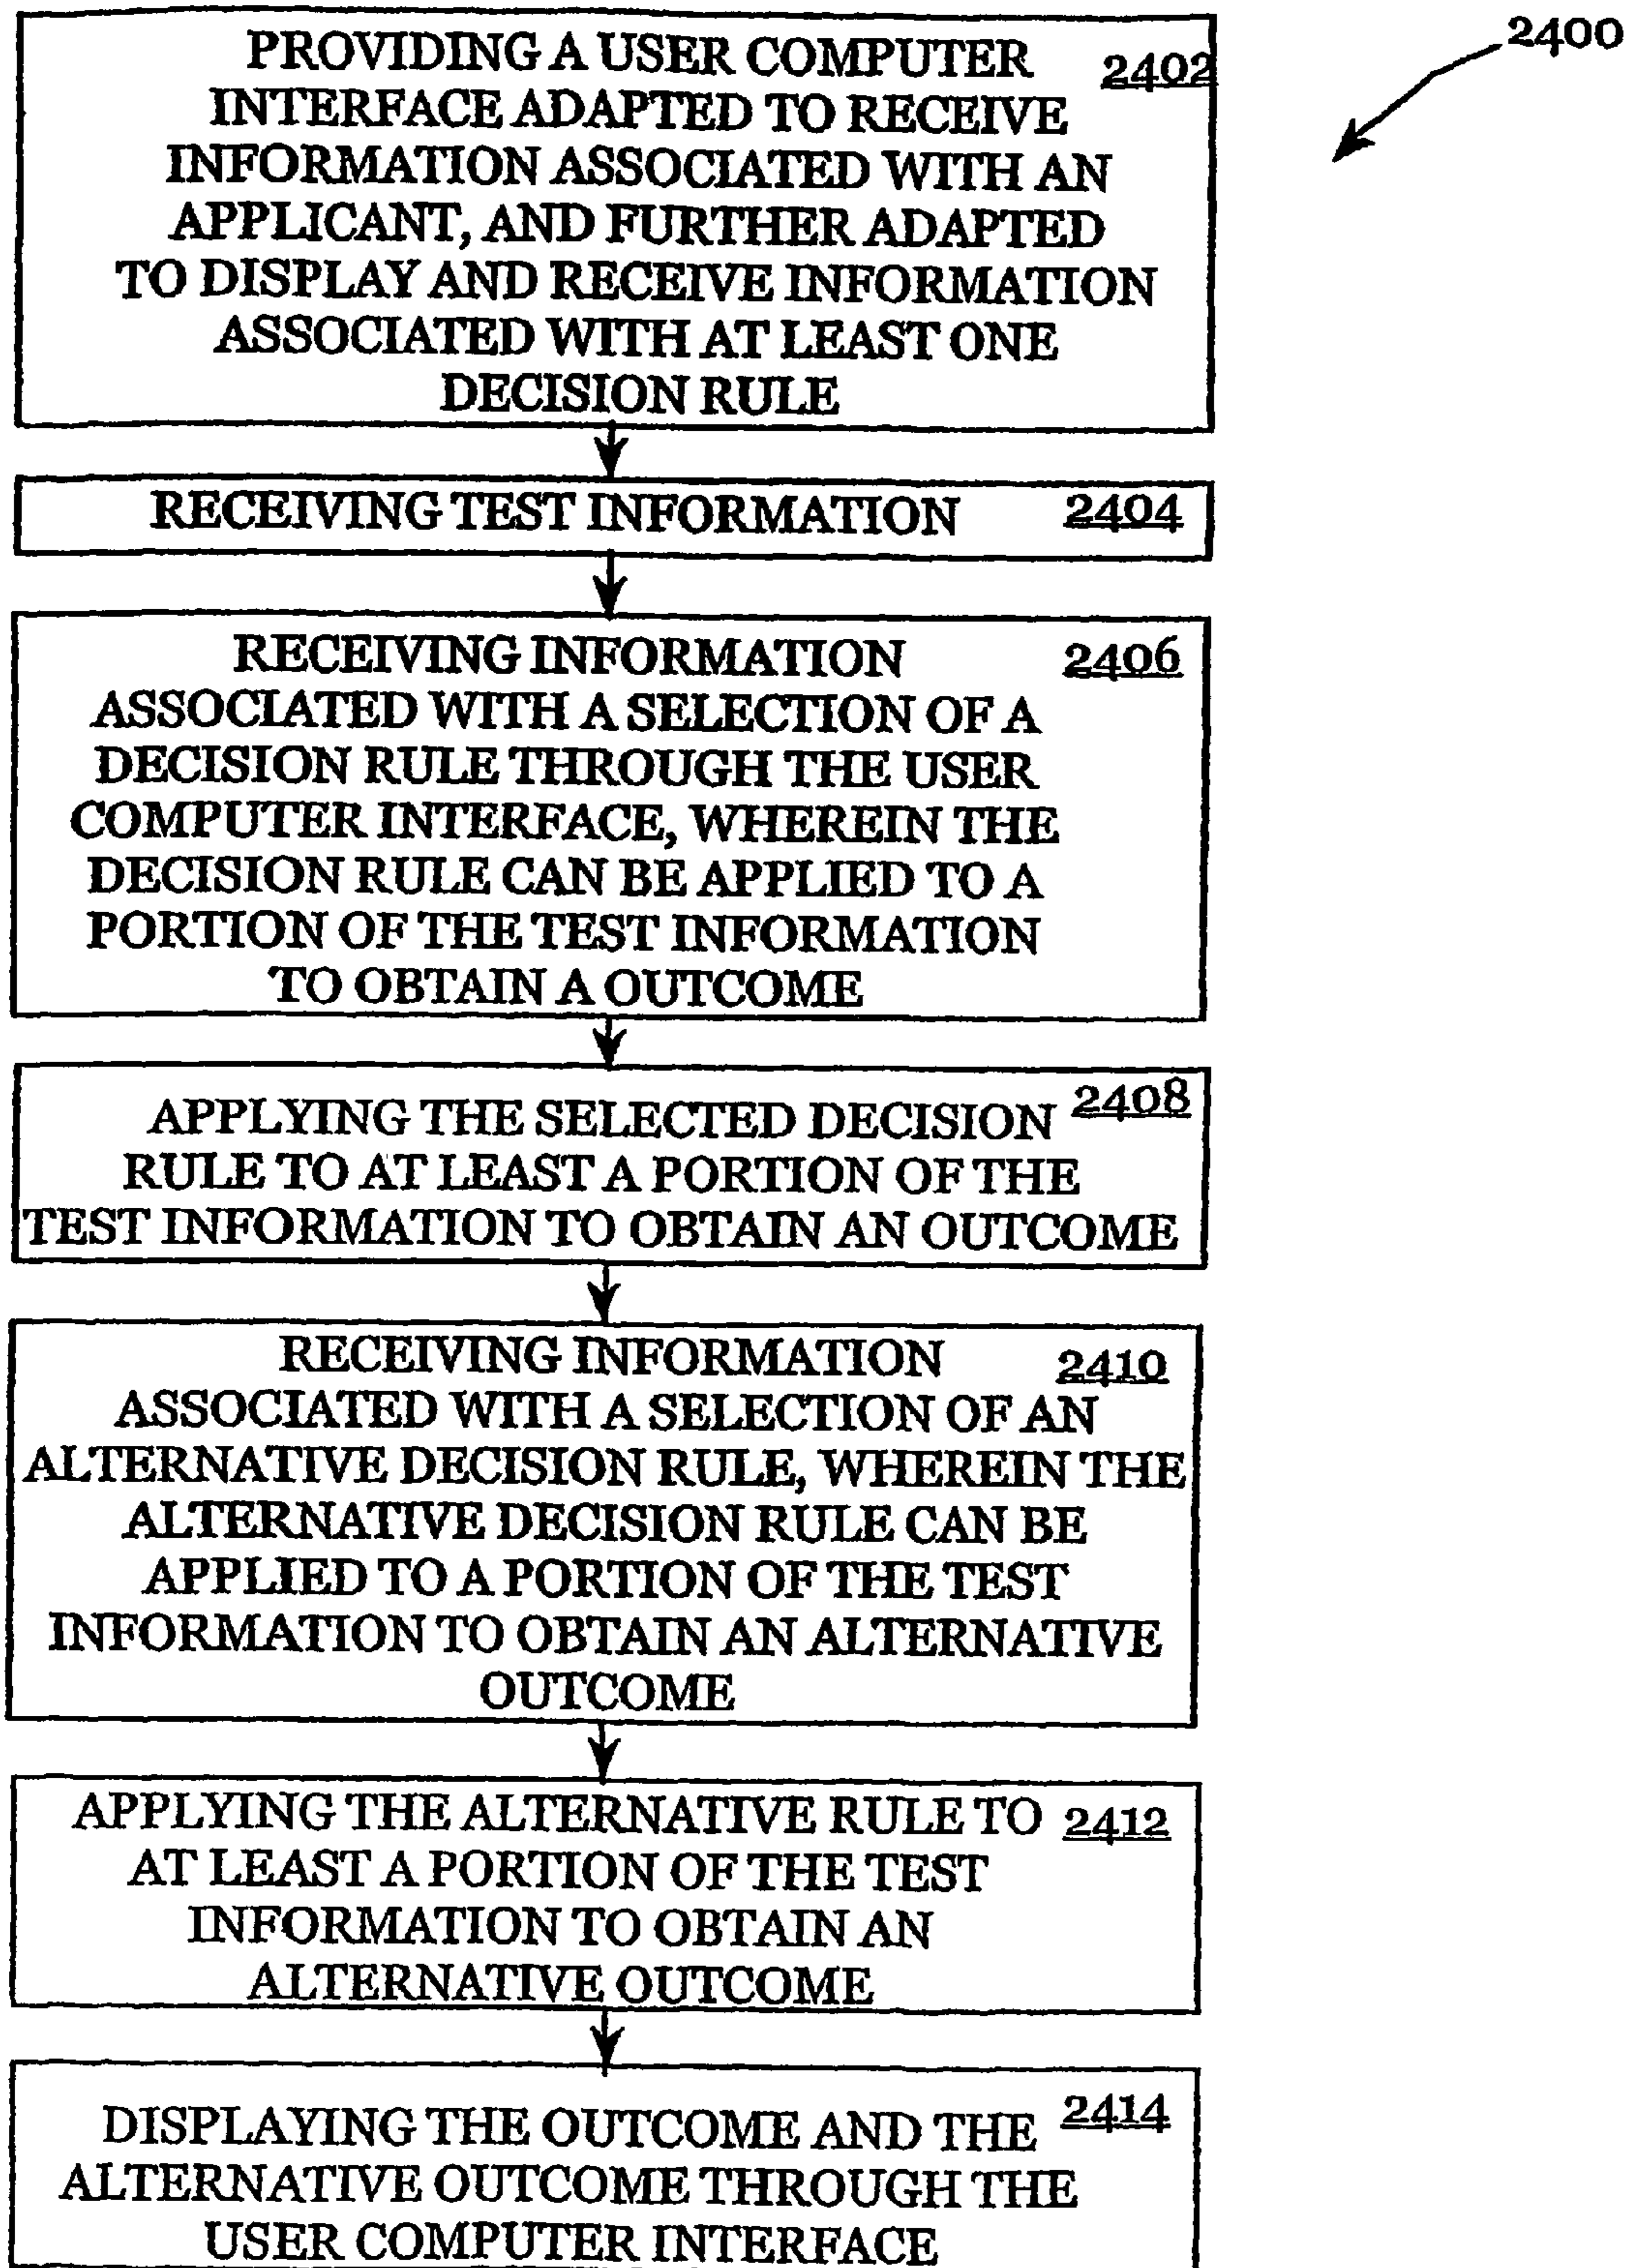 2400
PROVIDING A USER COMPUTER 2402
INTERFACE ADAPTED TO RECEIVE
INFORMATION ASSOCIATED WITH AN
APPLICANT, AND FURTHER ADAPTED
TO DISPLAY AND RECEIVE INFORMATION
ASSOCIATED WITH AT LEAST ONE
DECISION RULE
RECEIVING TEST INFORMATION 2404
RECEIVING INFORMATION 2406
ASSOCIATED WITH A SELECTION OF A
DECISION RULE THROUGH THE USER
COMPUTER INTERFACE, WHEREIN THE
DECISION RULE CAN BE APPLIED TO A
PORTION OF THE TEST INFORMATION
TO OBTAIN A OUTCOME
APPLYING THE SELECTED DECISION 2408
RULE TO AT LEAST A PORTION OF THE
TEST INFORMATION TO OBTAIN AN OUTCOME
RECEIVING INFORMATION 2410
ASSOCIATED WITH A SELECTION OF AN
ALTERNATIVE DECISION RULE, WHEREIN THE
ALTERNATIVE DECISION RULE CAN BE
APPLIED TO A PORTION OF THE TEST
INFORMATION TO OBTAIN AN ALTERNATIVE
OUTCOME
APPLYING THE ALTERNATIVE RULE TO 2412
AT LEAST A PORTION OF THE TEST
INFORMATION TO OBTAIN AN
ALTERNATIVE OUTCOME
DISPLAYING THE OUTCOME AND THE 2414
ALTERNATIVE OUTCOME THROUGH THE
USER COMPUTER INTERFACE